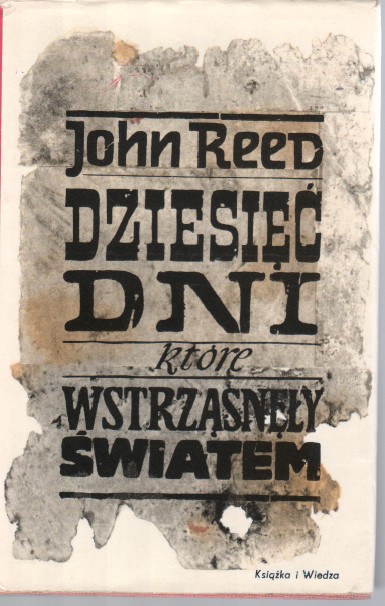 John Reed
DZIESIĘĆ
DNI
które
WSTRZĄSNĘŁY
ŚWIATEM
Książka i Wiedza